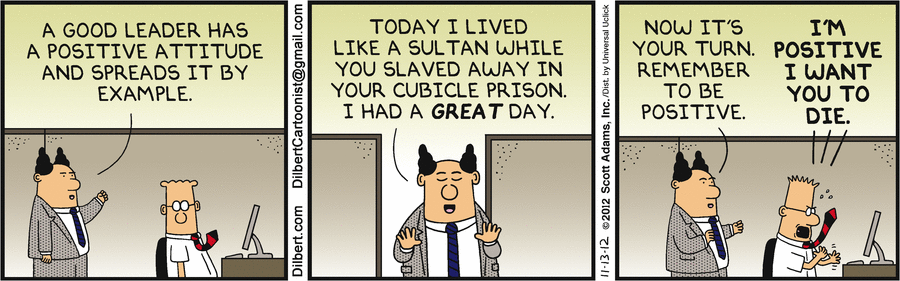 A GOOD LEADER HAS
A POSITIVE ATTITUDE
AND SPREADS IT BY
EXAMPLE.
Dilbert.com DilbertCartoonist@gmail.com
TODAY I LIVED
LIKE A SULTAN WHILE
YOU SLAVED AWAY IN
YOUR CUBICLE PRISON.
I HAD A GREAT DAY.
11-13-12 © 2012 Scott Adams, Inc./Dist. by Universal Uclick
NOW IT'S
YOUR TURN.
REMEMBER
TO BE
POSITIVE.
I'M
POSITIVE
I WANT
YOU TO
DIE.